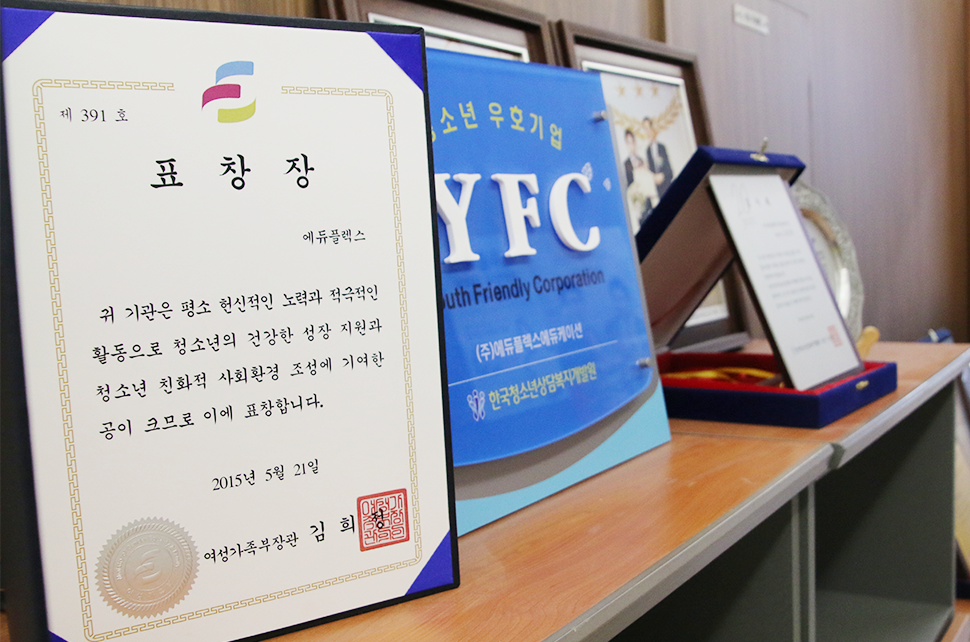 제 391 호
표 창 장
에듀플렉스
귀 기관은 평소 헌신적인 노력과 적극적인
활동으로 청소년의 건강한 성장 지원과
청소년 친화적 사회환경 조성에 기여한
공이 크므로 이에 표창합니다.
2015년 5월 21일
여성가족부장관 김 희 정
청소년 우호기업
YFC
outh Friendly Corporation
(주)에듀플렉스에듀케이션
한국청소년상담복지개발원